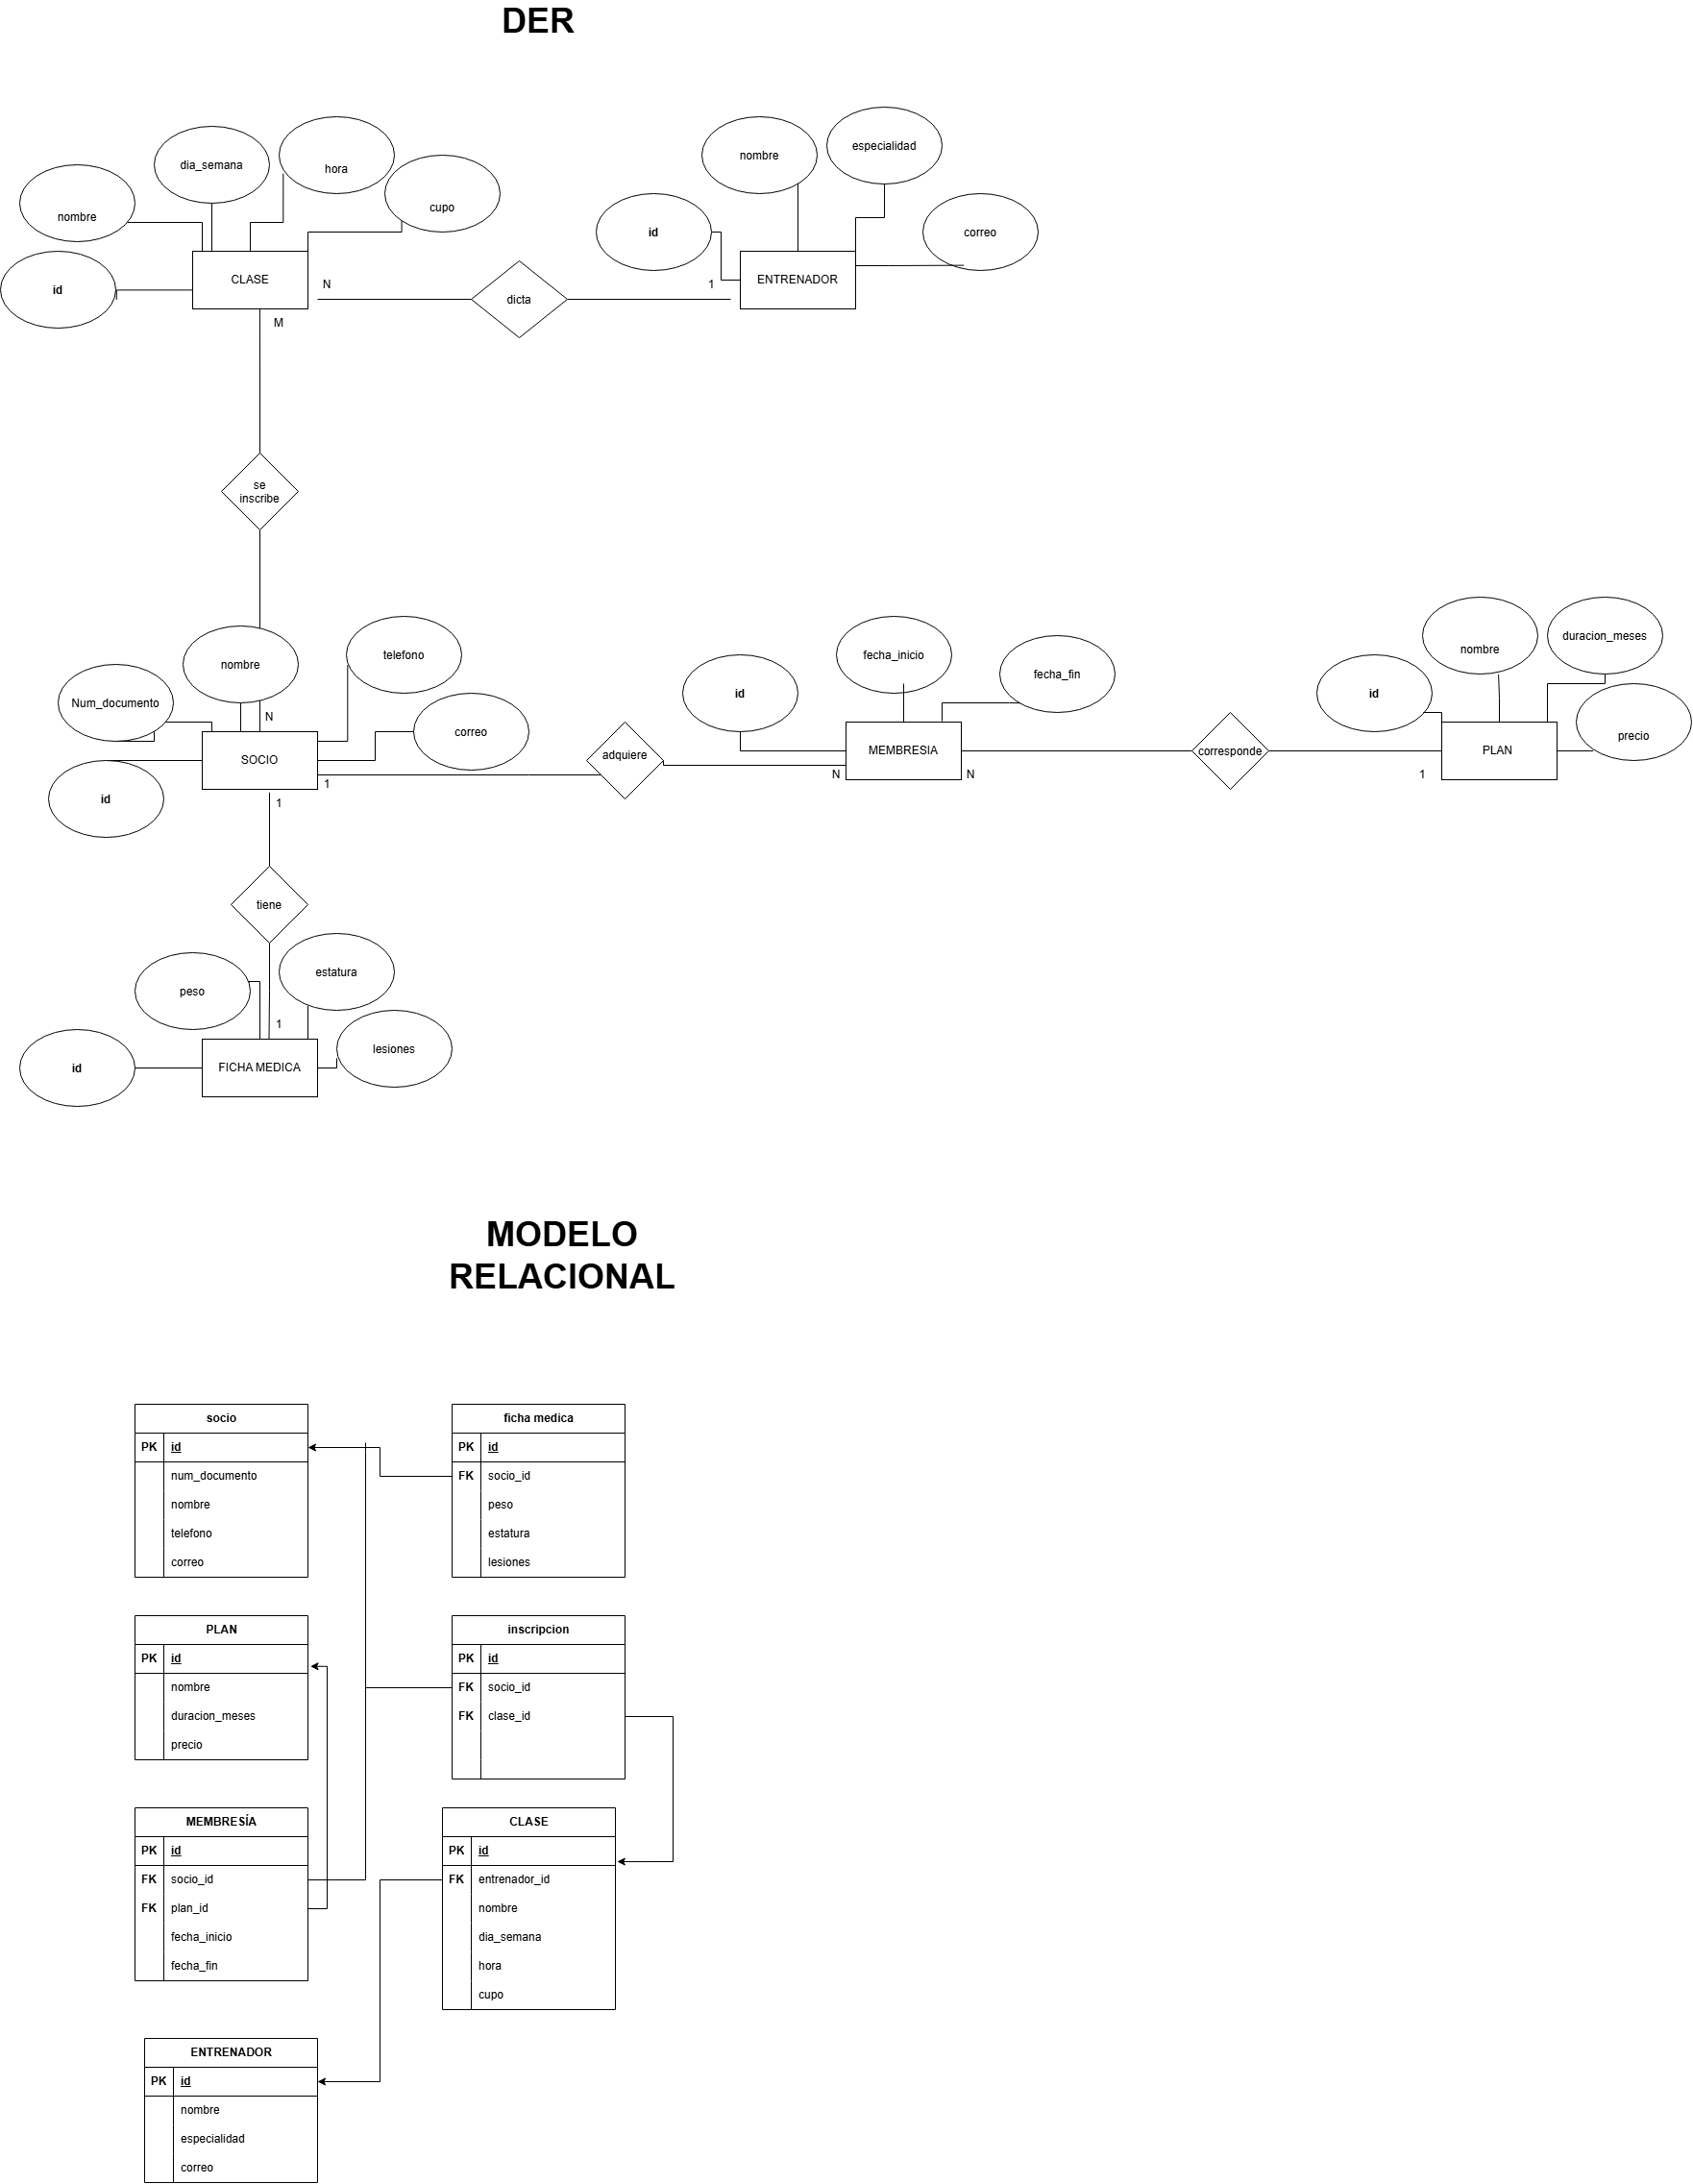 DER
nombre
dia_semana
hora
cupo
id
CLASE
N
M
dicta
1
id
nombre
especialidad
correo
ENTRENADOR
se
inscribe
Num_documento
nombre
telefono
correo
id
N
SOCIO
1
1
adquiere
id
fecha_inicio
fecha_fin
MEMBRESIA
N
N
corresponde
1
id
nombre
duracion_meses
precio
PLAN
tiene
peso
estatura
1
id
lesiones
FICHA MEDICA
MODELO
RELACIONAL
socio
PK id
num_documento
nombre
telefono
correo
ficha medica
PK id
FK socio_id
peso
estatura
lesiones
PLAN
PK id
nombre
duracion_meses
precio
inscripcion
PK id
FK socio_id
FK clase_id
MEMBRESÍA
PK id
FK socio_id
FK plan_id
fecha_inicio
fecha_fin
CLASE
PK id
FK entrenador_id
nombre
dia_semana
hora
cupo
ENTRENADOR
PK id
nombre
especialidad
correo